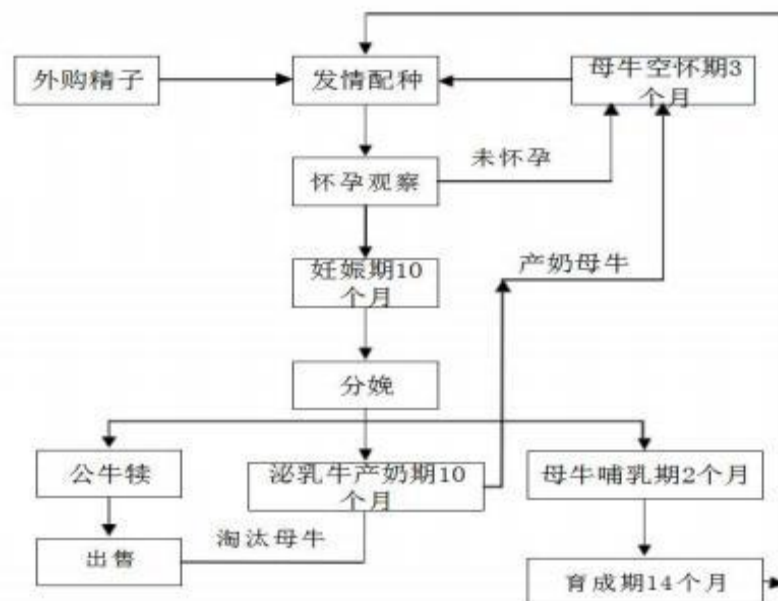 外购精子
发情配种
母牛空怀期3
个月
怀孕观察
未怀孕
妊娠期10
个月
产奶母牛
分娩
公牛犊
泌乳牛产奶期10
个月
母牛哺乳期2个月
出售
淘汰母牛
育成期14个月